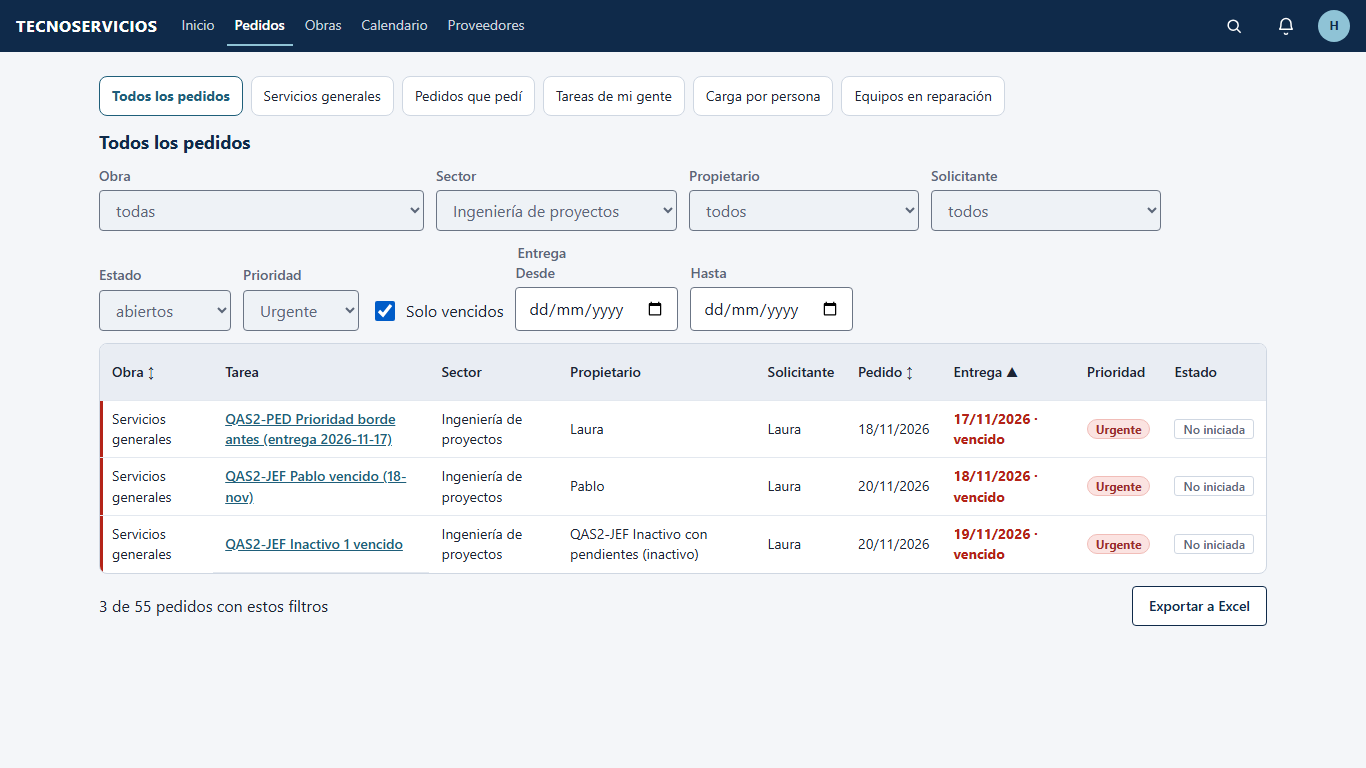 TECNOSERVICIOS Inicio Pedidos Obras Calendario Proveedores H
Todos los pedidos Servicios generales Pedidos que pedí Tareas de mi gente Carga por persona Equipos en reparación
Todos los pedidos
Obra Sector Propietario Solicitante
todas Ingeniería de proyectos todos todos
Entrega
Estado Prioridad Desde Hasta
abiertos Urgente Solo vencidos dd/mm/yyyy dd/mm/yyyy
Obra ↕ Tarea Sector Propietario Solicitante Pedido ↕ Entrega ▲ Prioridad Estado
Servicios QAS2-PED Prioridad borde Ingeniería de 17/11/2026 ·
generales antes (entrega 2026-11-17) proyectos Laura Laura 18/11/2026 vencido Urgente No iniciada
Servicios QAS2-JEF Pablo vencido (18- Ingeniería de 18/11/2026 ·
generales nov) proyectos Pablo Laura 20/11/2026 vencido Urgente No iniciada
Servicios Ingeniería de QAS2-JEF Inactivo con 19/11/2026 ·
generales QAS2-JEF Inactivo 1 vencido proyectos pendientes (inactivo) Laura 20/11/2026 vencido Urgente No iniciada
3 de 55 pedidos con estos filtros Exportar a Excel